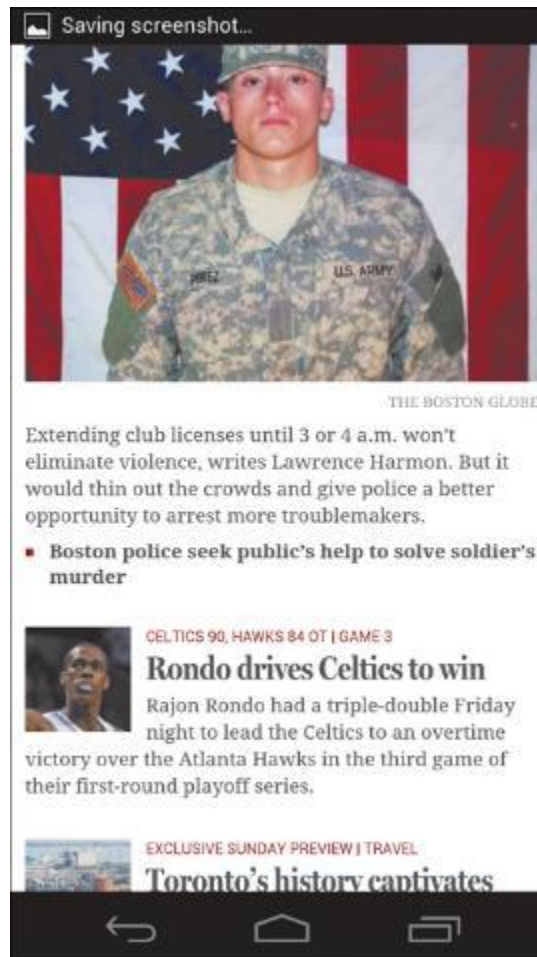 Saving screenshot...
U.S. ARMY
THE BOSTON GLOBE
Extending club licenses until 3 or 4 a.m. won't
eliminate violence, writes Lawrence Harmon. But it
would thin out the crowds and give police a better
opportunity to arrest more troublemakers.
Boston police seek public's help to solve soldier's
murder
CELTICS 90, HAWKS 84 OT | GAME 3
Rondo drives Celtics to win
Rajon Rondo had a triple-double Friday
night to lead the Celtics to an overtime
victory over the Atlanta Hawks in the third game of
their first-round playoff series.
EXCLUSIVE SUNDAY PREVIEW | TRAVEL
Toronto's history captivates